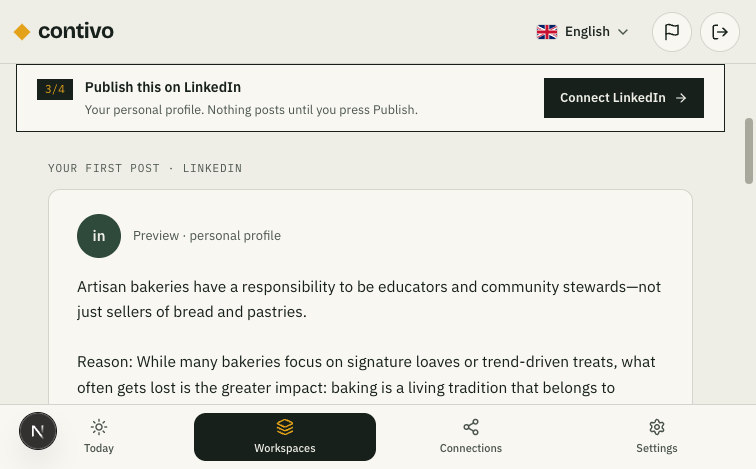 contivo
English
3/4
Publish this on LinkedIn
Your personal profile. Nothing posts until you press Publish.
Connect LinkedIn
YOUR FIRST POST · LINKEDIN
in
Preview · personal profile
Artisan bakeries have a responsibility to be educators and community stewards—not
just sellers of bread and pastries.
Reason: While many bakeries focus on signature loaves or trend-driven treats, what
often gets lost is the greater impact: baking is a living tradition that belongs to
N
Today
Workspaces
Connections
Settings